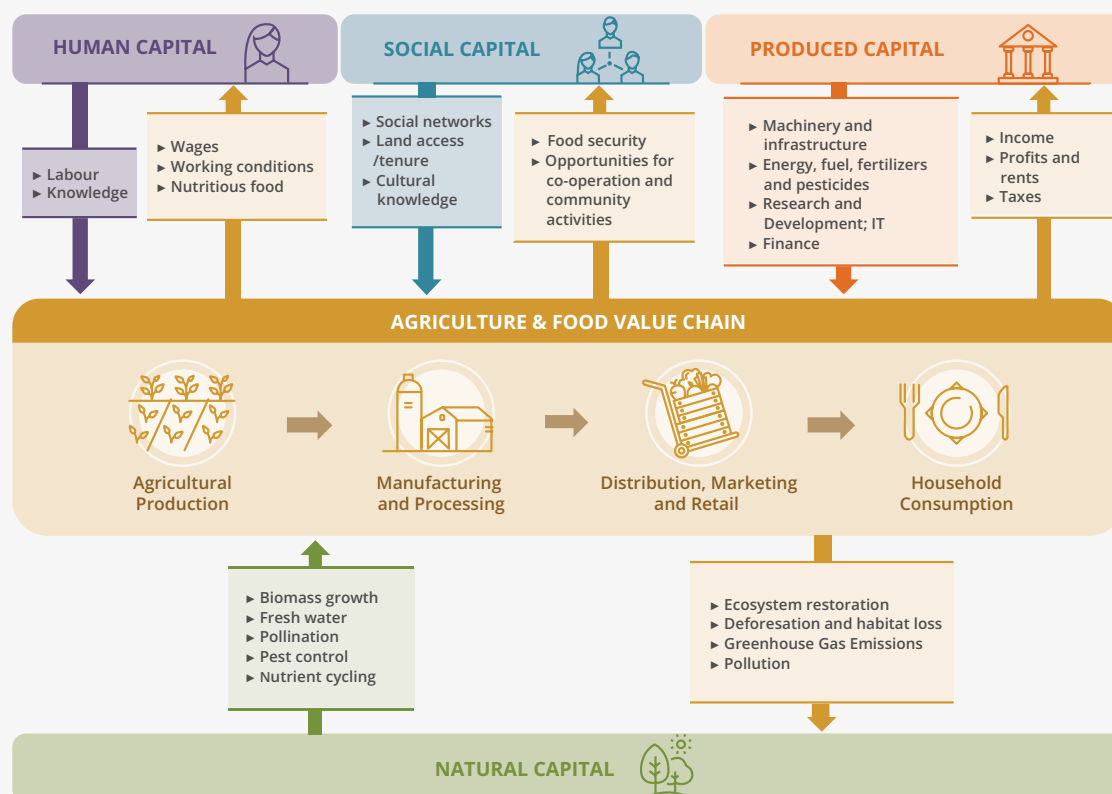 HUMAN CAPITAL
SOCIAL CAPITAL
PRODUCED CAPITAL
► Labour
► Knowledge
► Wages
► Working conditions
► Nutritious food
► Social networks
► Land access
/tenure
► Cultural
knowledge
► Food security
► Opportunities for
co-operation and
community
activities
► Machinery and
infrastructure
► Energy, fuel, fertilizers
and pesticides
► Research and
Development; IT
► Finance
► Income
► Profits and
rents
► Taxes
AGRICULTURE & FOOD VALUE CHAIN
Agricultural
Production
Manufacturing
and Processing
Distribution, Marketing
and Retail
Household
Consumption
► Biomass growth
► Fresh water
► Pollination
► Pest control
► Nutrient cycling
► Ecosystem restoration
► Deforesation and habitat loss
► Greenhouse Gas Emissions
► Pollution
NATURAL CAPITAL